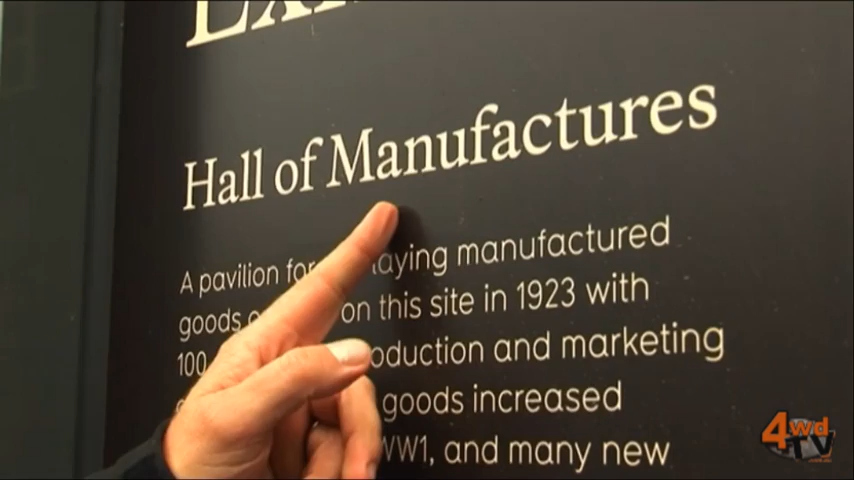 Hall of Manufactures
A pavilion for laying manufactured
goods on this site in 1923 with
100 oduction and marketing
goods increased
WW1, and many new
4wd
TV